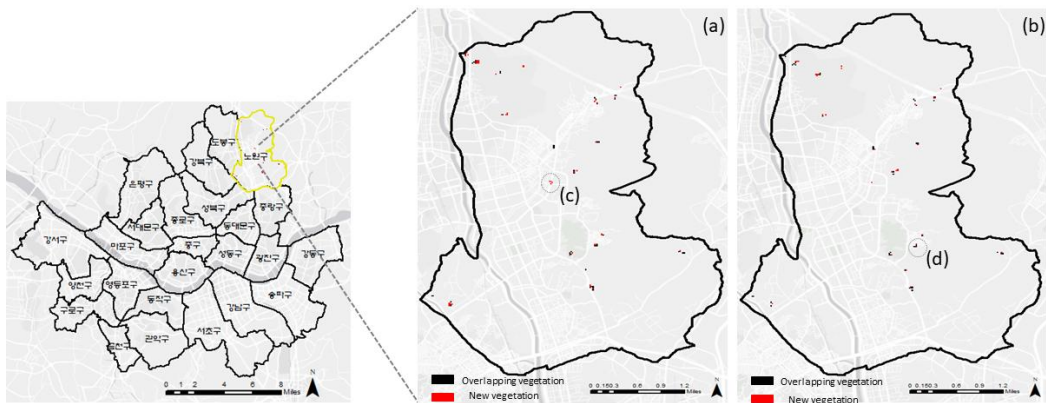 도봉구
노원구
강북구
은평구
성북구
중랑구
종로구
서대문구
동대문구
강서구
마포구
중구
성동구
광진구
강동구
용산구
양천구
영등포구
동작구
송파구
강남구
구로구
서초구
관악구
금천구
0 1 2 4 6 8
Miles
N
(a)
(c)
Overlapping vegetation
New vegetation
0 0.150.3 0.6 0.9 1.2
Miles
N
(b)
(d)
Overlapping vegetation
New vegetation
0 0.150.3 0.6 0.9 1.2
Miles
N